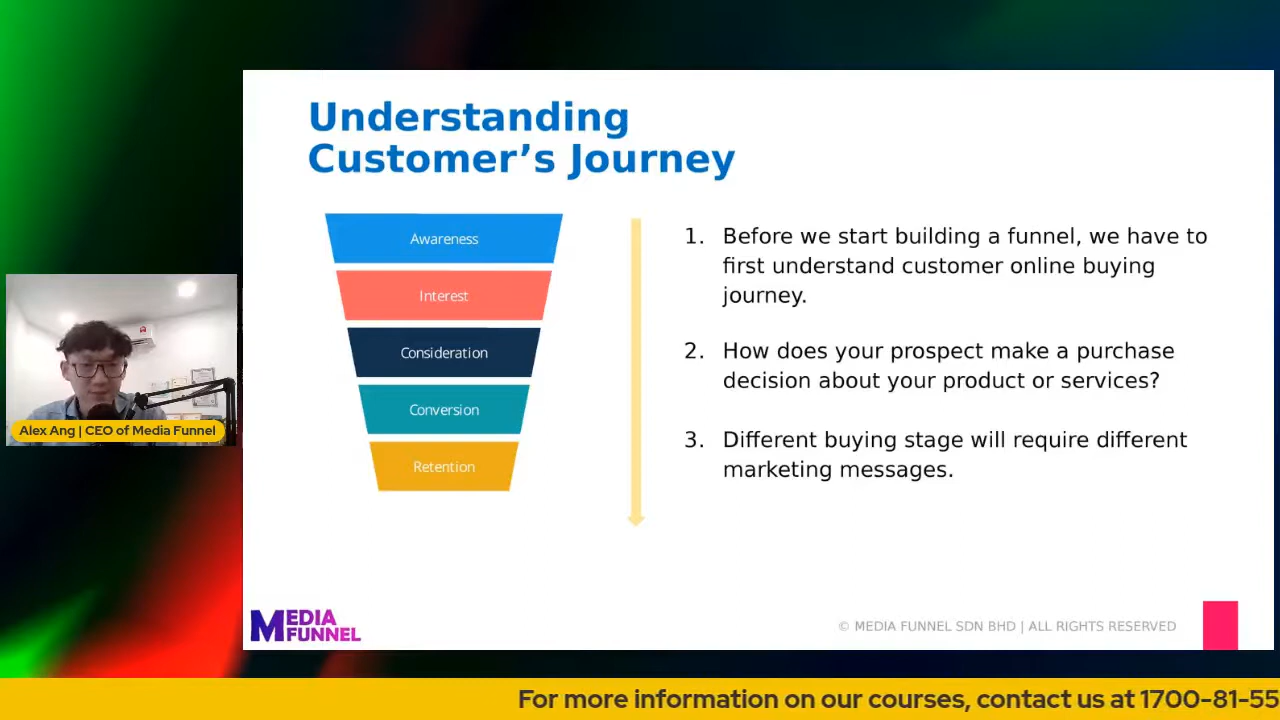 Understanding
Customer’s Journey
Awareness
Interest
Consideration
Conversion
Retention
1. Before we start building a funnel, we have to
first understand customer online buying
journey.
2. How does your prospect make a purchase
decision about your product or services?
3. Different buying stage will require different
marketing messages.
Alex Ang | CEO of Media Funnel
MEDIA
FUNNEL
© MEDIA FUNNEL SDN BHD | ALL RIGHTS RESERVED
For more information on our courses, contact us at 1700-81-55